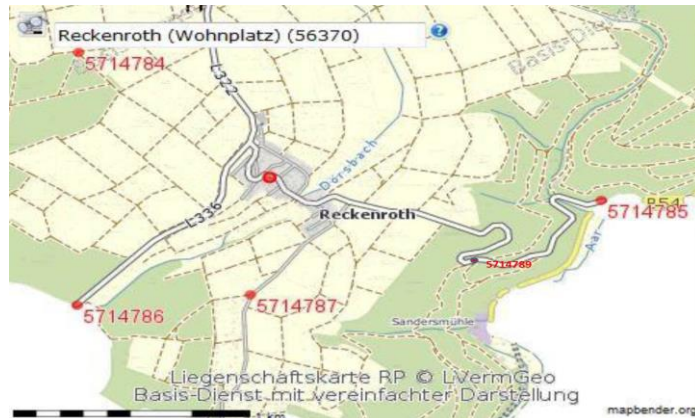 Reckenroth (Wohnplatz) (56370)
?
5714784
Basis-Dienst
L322
Dörsbach
Reckenroth
L336
B54
5714785
5714789
Aar
5714786
5714787
Sandersmühle
Liegenschaftskarte RP © LVermGeo
Basis-Dienst mit vereinfachter Darstellung
1 km
mapbender.org